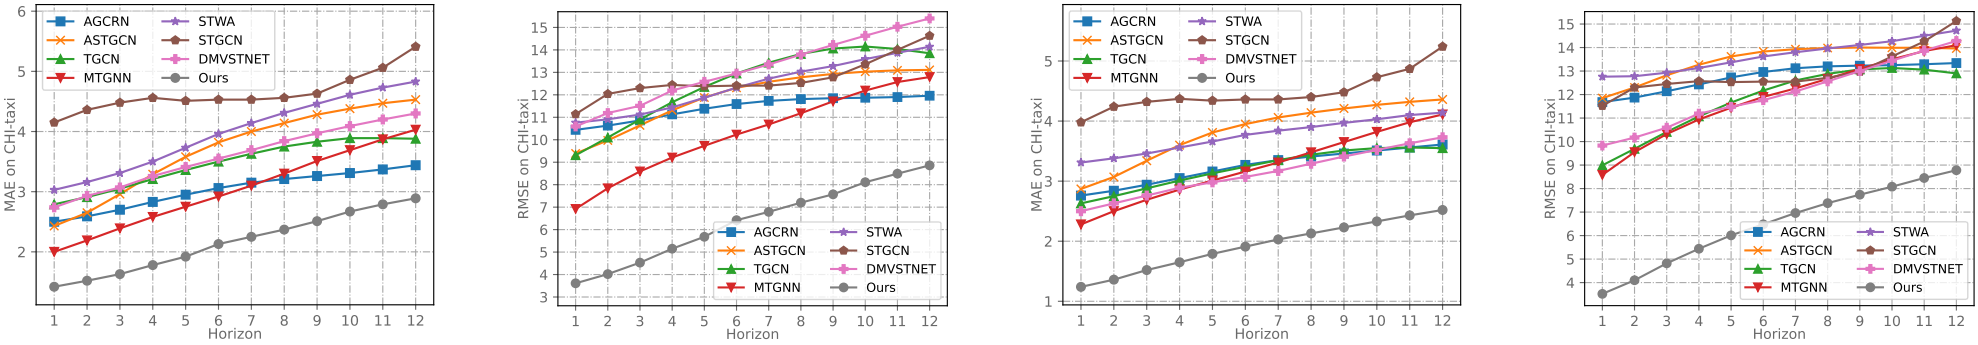 MAE on CHI-taxi
6
5
4
3
2
AGCRN STWA
ASTGCN STGCN
TGCN DMVSTNET
MTGNN Ours
1 2 3 4 5 6 7 8 9 10 11 12
Horizon
RMSE on CHI-taxi
15
14
13
12
11
10
9
8
7
6
5
4
3
AGCRN STWA
ASTGCN STGCN
TGCN DMVSTNET
MTGNN Ours
1 2 3 4 5 6 7 8 9 10 11 12
Horizon
MAE on CHI-taxi
5
4
3
2
1
AGCRN STWA
ASTGCN STGCN
TGCN DMVSTNET
MTGNN Ours
1 2 3 4 5 6 7 8 9 10 11 12
Horizon
RMSE on CHI-taxi
15
14
13
12
11
10
9
8
7
6
5
4
AGCRN STWA
ASTGCN STGCN
TGCN DMVSTNET
MTGNN Ours
1 2 3 4 5 6 7 8 9 10 11 12
Horizon